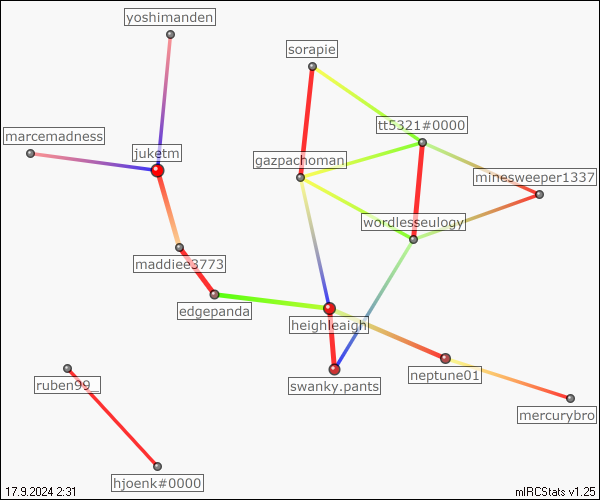 yoshimanden
sorapie
tt5321#0000
marcemadness
juketm
gazpachoman
minesweeper1337
wordlesseulogy
maddiee3773
edgepanda
heighleaigh
neptune01
ruben99_
swanky.pants
mercurybro
hjoenk#0000
17.9.2024 2:31
mIRCStats v1.25